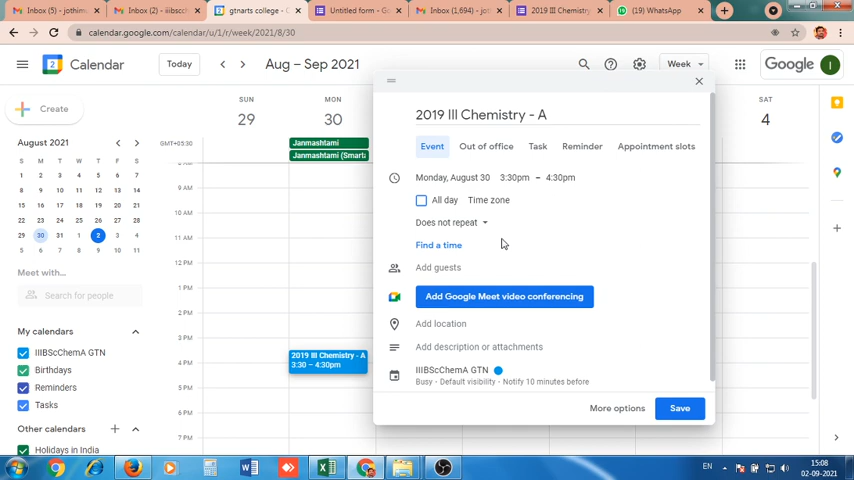 Inbox (5) - jothim
Inbox (2) - iiibscc
gtnarts college - C
Untitled form - Go
Inbox (1,694) - jot
2019 III Chemistry
(19) WhatsApp
calendar.google.com/calendar/u/1/r/week/2021/8/30
Calendar
Today
Aug – Sep 2021
Week
Google
I
Create
SUN
29
MON
30
SAT
4
GMT+05:30
Janmashtami
Janmashtami (Smart
August 2021
S M T W T F S
1 2 3 4 5 6 7
8 9 10 11 12 13 14
15 16 17 18 19 20 21
22 23 24 25 26 27 28
29 30 31 1 2 3 4
5 6 7 8 9 10 11
Meet with...
Search for people
My calendars
IIIBScChemA GTN
Birthdays
Reminders
Tasks
Other calendars
Holidays in India
9 AM
10 AM
11 AM
12 PM
1 PM
2 PM
3 PM
4 PM
5 PM
6 PM
7 PM
2019 III Chemistry - A
3:30 – 4:30pm
2019 III Chemistry - A
Event
Out of office
Task
Reminder
Appointment slots
Monday, August 30 3:30pm – 4:30pm
All day Time zone
Does not repeat
Find a time
Add guests
Add Google Meet video conferencing
Add location
Add description or attachments
IIIBScChemA GTN
Busy - Default visibility - Notify 10 minutes before
More options
Save
EN
15:08
02-09-2021